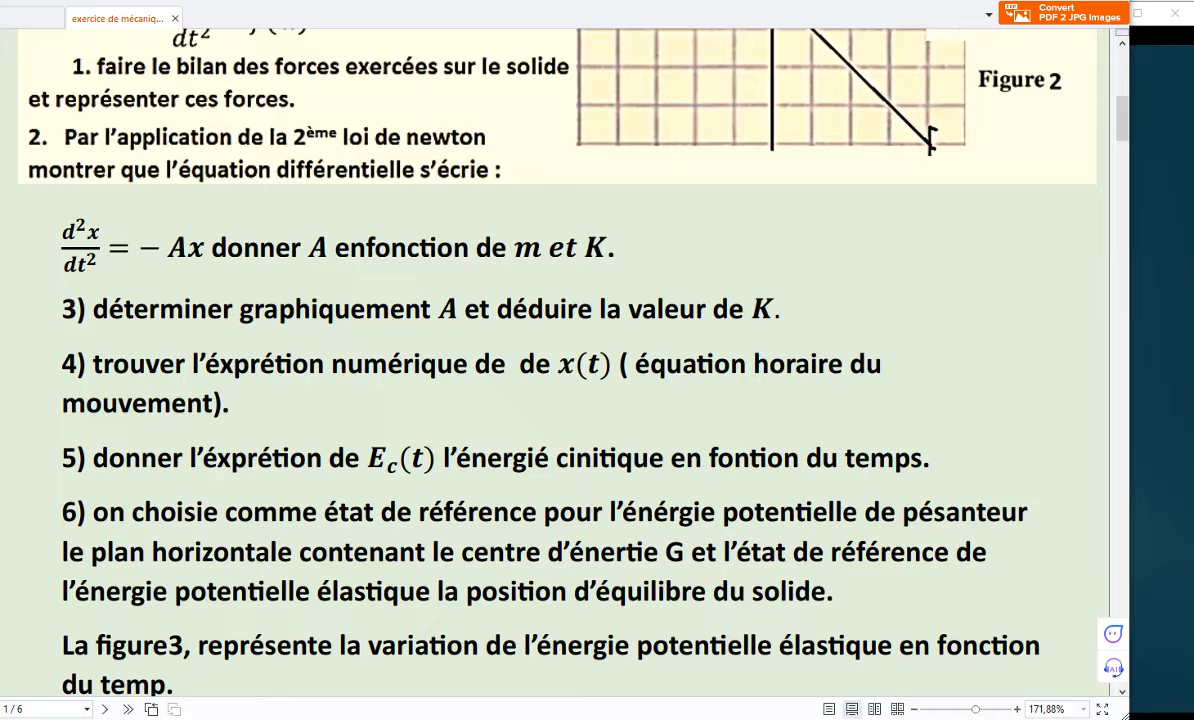 exercice de mécaniq...
Convert
PDF 2 JPG Images
dt²
1. faire le bilan des forces exercées sur le solide
et représenter ces forces.
2. Par l'application de la 2ème loi de newton
montrer que l'équation différentielle s'écrie :
Figure 2
d²x/dt² = − Ax donner A enfonction de m et K.
3) déterminer graphiquement A et déduire la valeur de K.
4) trouver l'éxprétion numérique de de x(t) ( équation horaire du
mouvement).
5) donner l'éxprétion de Ec(t) l'énergié cinitique en fontion du temps.
6) on choisie comme état de référence pour l'énérgie potentielle de pésanteur
le plan horizontale contenant le centre d'énertie G et l'état de référence de
l'énergie potentielle élastique la position d'équilibre du solide.
La figure3, représente la variation de l'énergie potentielle élastique en fonction
du temp.
1 / 6
171,88%